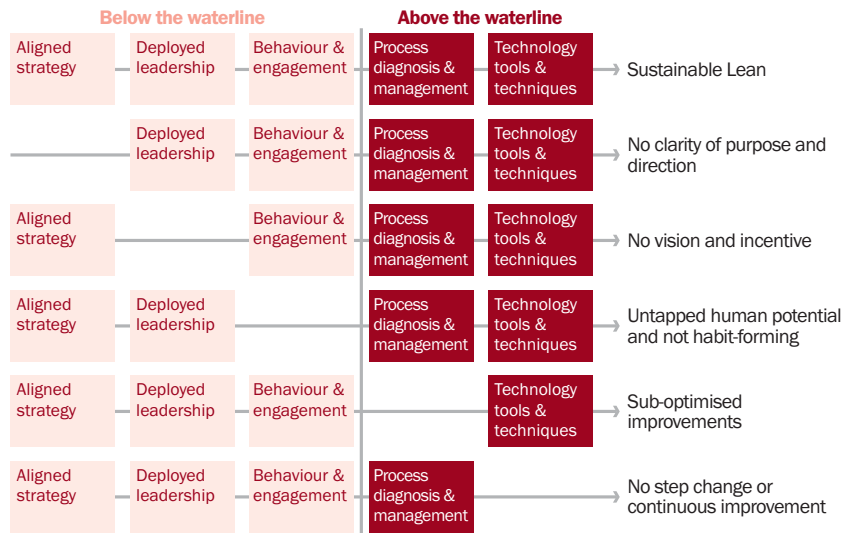 Below the waterline
Above the waterline
Aligned
strategy
Deployed
leadership
Behaviour &
engagement
Process
diagnosis &
management
Technology
tools &
techniques
Sustainable Lean
Deployed
leadership
Behaviour &
engagement
Process
diagnosis &
management
Technology
tools &
techniques
No clarity of purpose and
direction
Aligned
strategy
Behaviour &
engagement
Process
diagnosis &
management
Technology
tools &
techniques
No vision and incentive
Aligned
strategy
Deployed
leadership
Process
diagnosis &
management
Technology
tools &
techniques
Untapped human potential
and not habit-forming
Aligned
strategy
Deployed
leadership
Behaviour &
engagement
Technology
tools &
techniques
Sub-optimised
improvements
Aligned
strategy
Deployed
leadership
Behaviour &
engagement
Process
diagnosis &
management
No step change or
continuous improvement